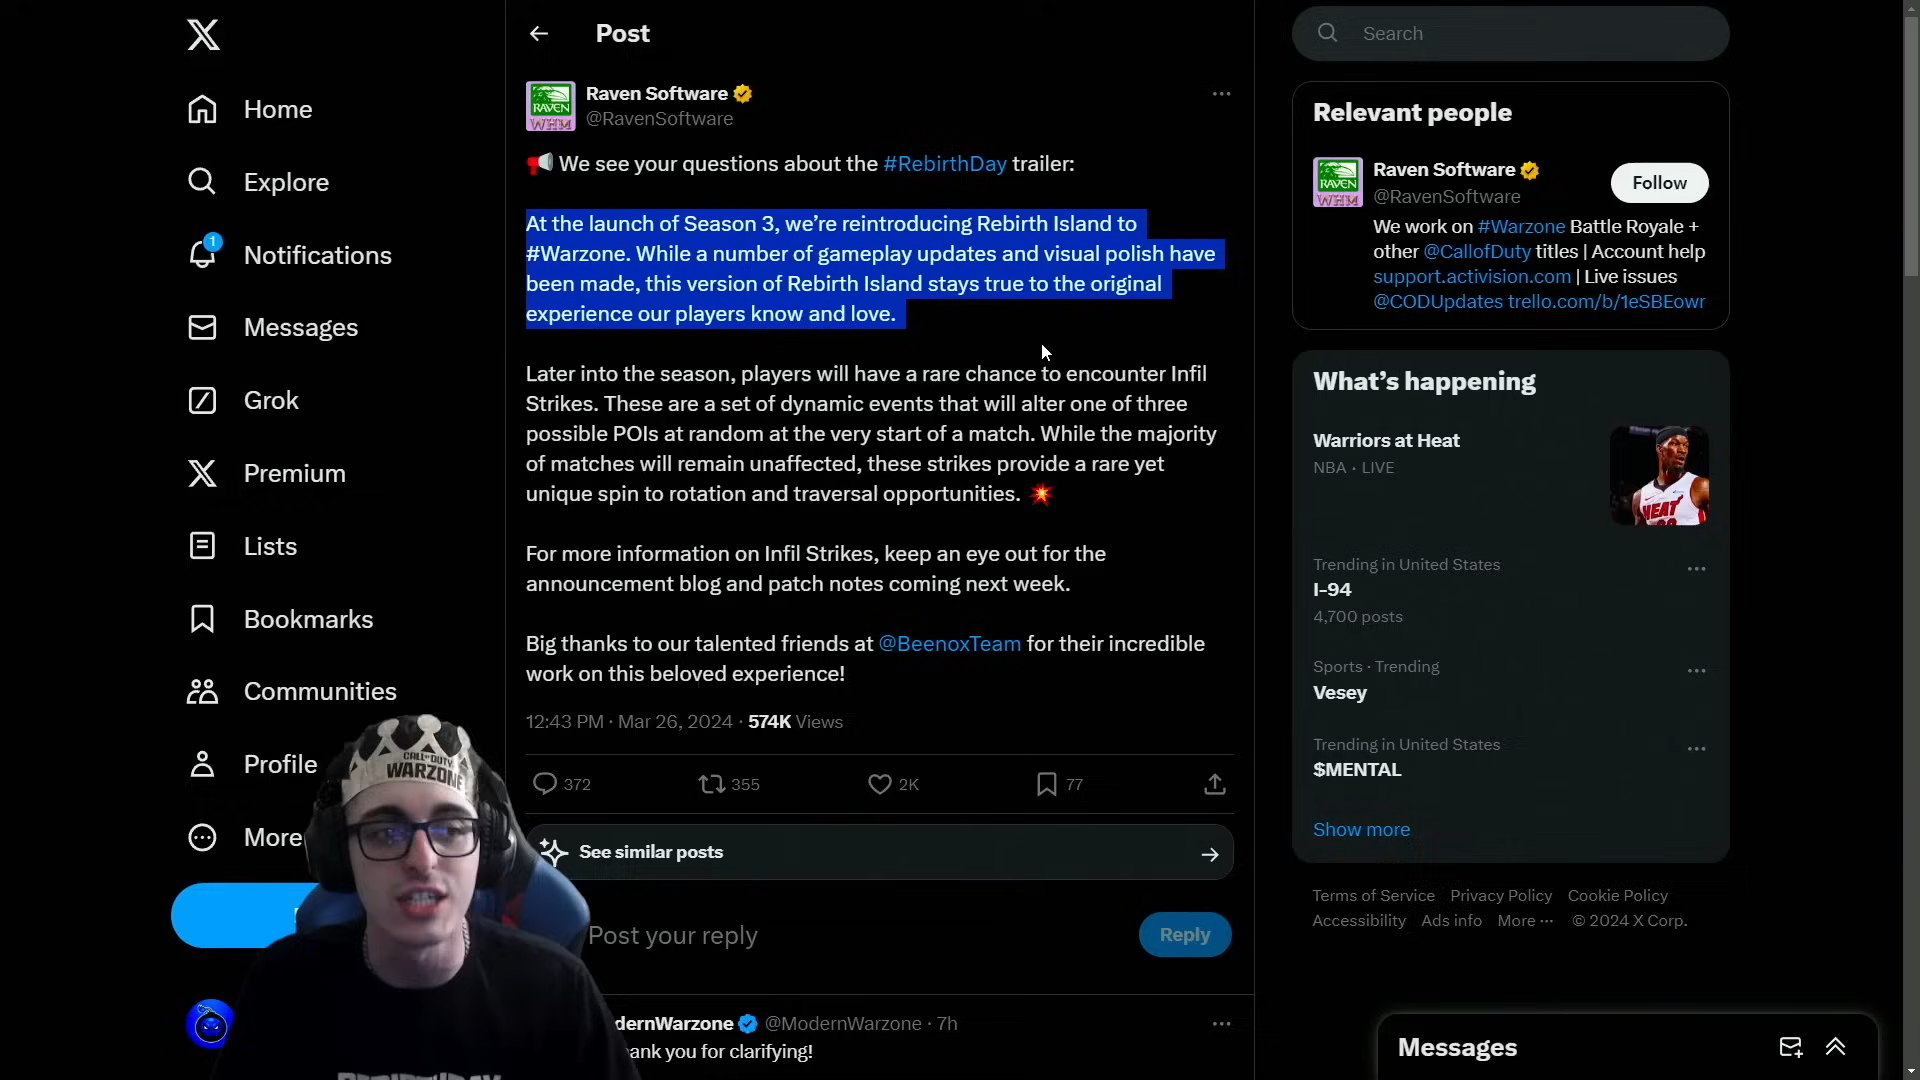 Home
Explore
1
Notifications
Messages
Grok
Premium
Lists
Bookmarks
Communities
Profile
More
CALL OF DUTY
WARZONE
Post
RAVEN
WHM
Raven Software
@RavenSoftware
We see your questions about the #RebirthDay trailer:
At the launch of Season 3, we’re reintroducing Rebirth Island to
#Warzone. While a number of gameplay updates and visual polish have
been made, this version of Rebirth Island stays true to the original
experience our players know and love.
Later into the season, players will have a rare chance to encounter Infil
Strikes. These are a set of dynamic events that will alter one of three
possible POIs at random at the very start of a match. While the majority
of matches will remain unaffected, these strikes provide a rare yet
unique spin to rotation and traversal opportunities.
For more information on Infil Strikes, keep an eye out for the
announcement blog and patch notes coming next week.
Big thanks to our talented friends at @BeenoxTeam for their incredible
work on this beloved experience!
12:43 PM · Mar 26, 2024 · 574K Views
372 355 2K 77
See similar posts
Post your reply
Reply
dernWarzone @ModernWarzone · 7h
ank you for clarifying!
Search
Relevant people
RAVEN
WHM
Raven Software
@RavenSoftware
Follow
We work on #Warzone Battle Royale +
other @CallofDuty titles | Account help
support.activision.com | Live issues
@CODUpdates trello.com/b/1eSBEowr
What’s happening
Warriors at Heat
NBA · LIVE
HEAT
Trending in United States
I-94
4,700 posts
Sports · Trending
Vesey
Trending in United States
$MENTAL
Show more
Terms of Service Privacy Policy Cookie Policy
Accessibility Ads info More ··· © 2024 X Corp.
Messages